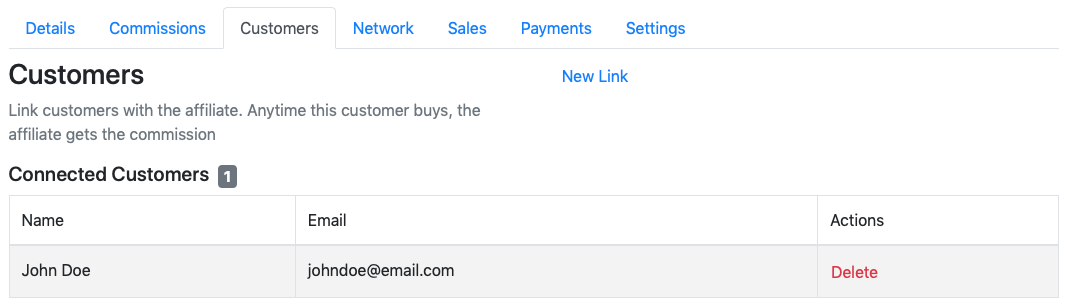 Details Commissions Customers Network Sales Payments Settings
Customers New Link
Link customers with the affiliate. Anytime this customer buys, the
affiliate gets the commission
Connected Customers 1
Name Email Actions
John Doe johndoe@email.com Delete